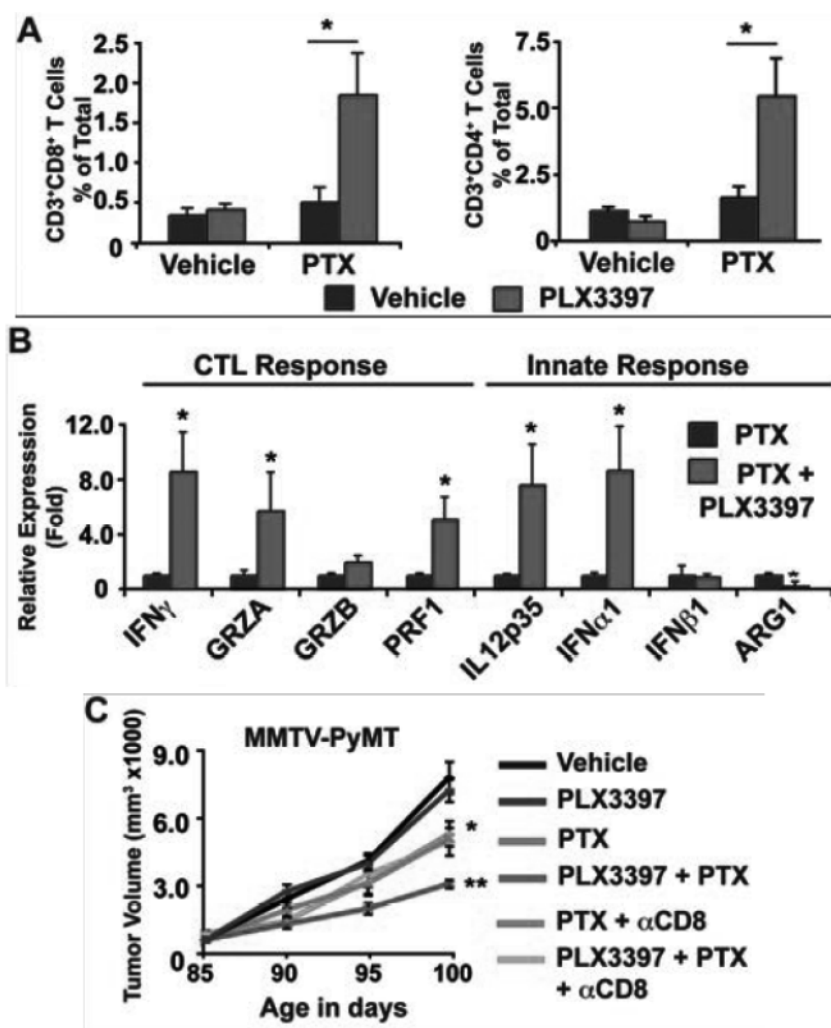 A
CD3+CD8+ T Cells
% of Total
2.5
2.0
1.5
1.0
0.5
0
*
Vehicle
PTX
CD3+CD4+ T Cells
% of Total
7.5
5.0
2.5
0
*
Vehicle
PTX
Vehicle
PLX3397
B
CTL Response
Innate Response
Relative Expresssion
(Fold)
12.0
8.0
4.0
0
*
*
*
*
*
*
PTX
PTX +
PLX3397
IFNγ
GRZA
GRZB
PRF1
IL12p35
IFNα1
IFNβ1
ARG1
C
MMTV-PyMT
Tumor Volume (mm³ x1000)
9.0
6.0
3.0
0
*
**
85
90
95
100
Age in days
Vehicle
PLX3397
PTX
PLX3397 + PTX
PTX + αCD8
PLX3397 + PTX
+ αCD8